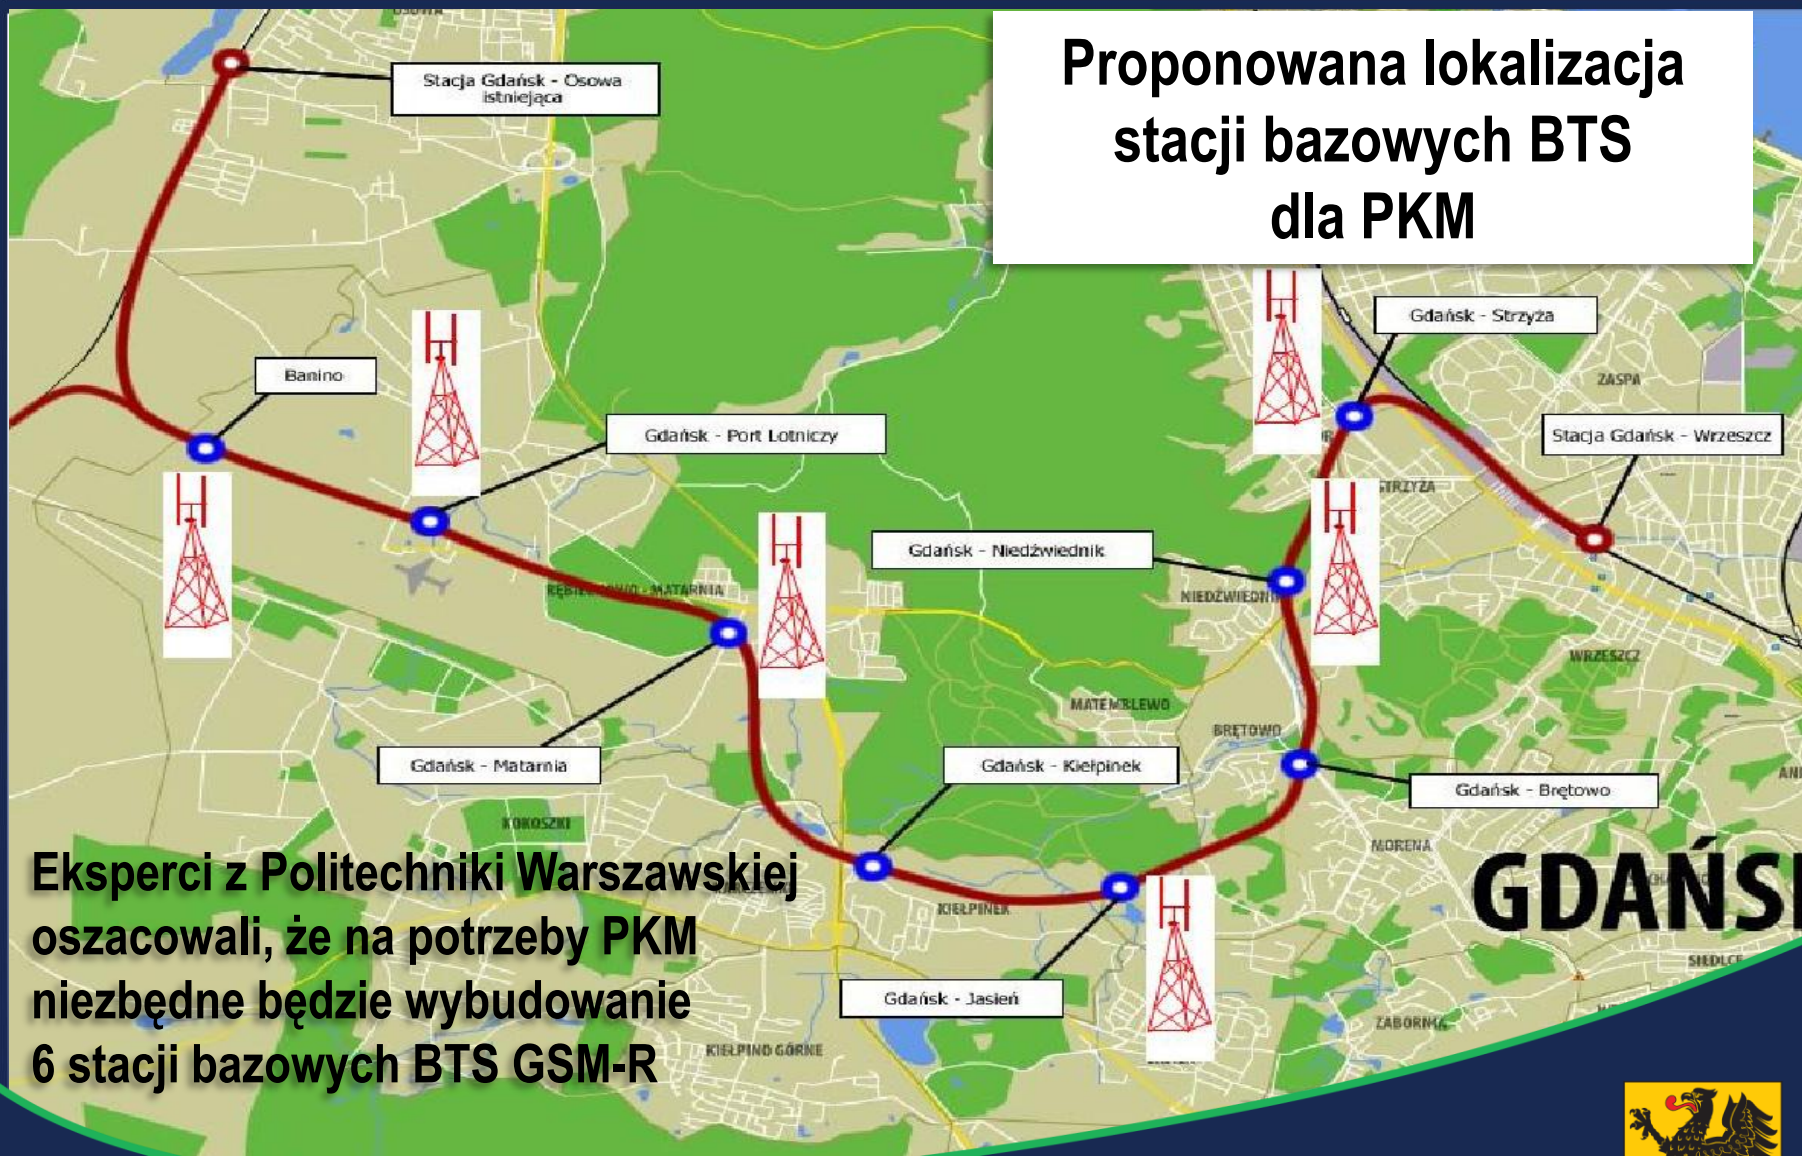 OSOWA
Proponowana lokalizacja
stacji bazowych BTS
dla PKM
Stacja Gdańsk - Osowa
istniejąca
Gdańsk - Strzyża
Banino
ZASPA
Gdańsk - Port Lotniczy
Stacja Gdańsk - Wrzeszcz
STRZYŻA
Gdańsk - Niedźwiednik
RĘBIECHOWO - MATARNIA
NIEDŹWIEDNIK
WRZESZCZ
MATEMBLEWO
BRĘTOWO
Gdańsk - Matarnia
Gdańsk - Kiełpinek
Gdańsk - Brętowo
KOKOSZKI
MORENA
GDAŃSK
Eksperci z Politechniki Warszawskiej
oszacowali, że na potrzeby PKM
niezbędne będzie wybudowanie
6 stacji bazowych BTS GSM-R
KIEŁPINEK
SIEDLCE
Gdańsk - Jasień
ZABORNIA
KIEŁPINO GÓRNE